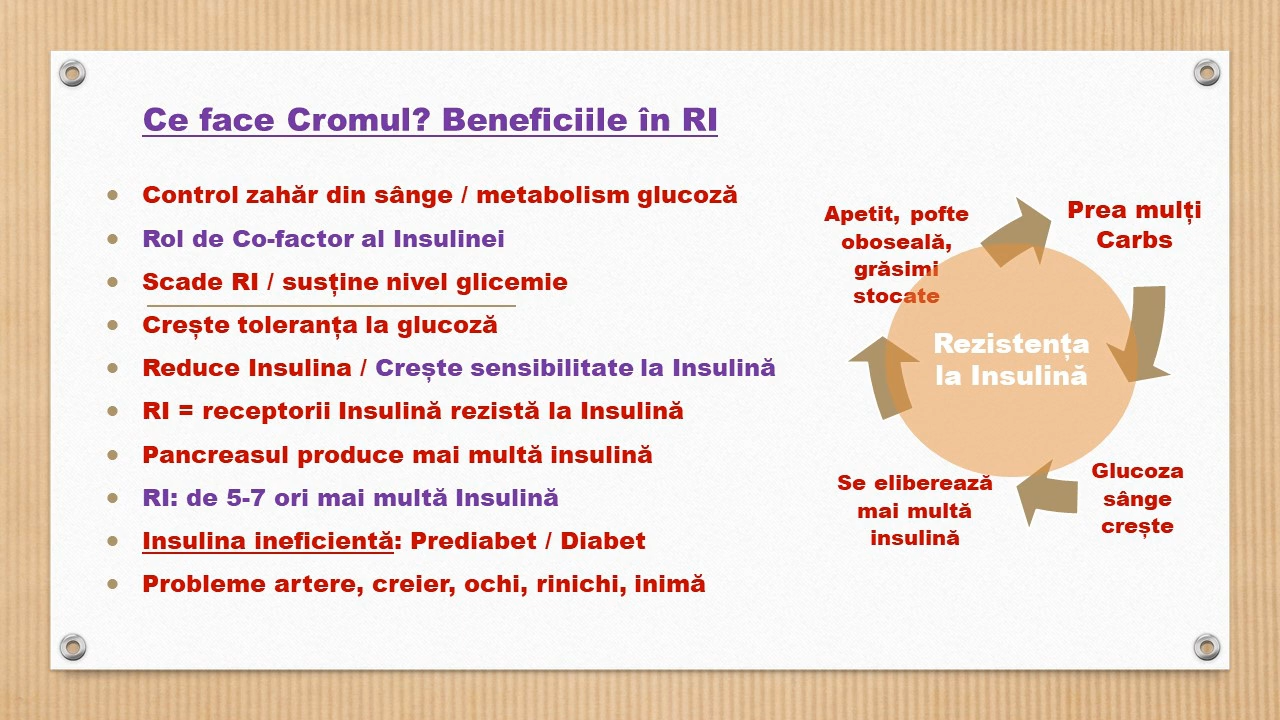 Ce face Cromul? Beneficiile în RI
Control zahăr din sânge / metabolism glucoză
Rol de Co-factor al Insulinei
Scade RI / susține nivel glicemie
Crește toleranța la glucoză
Reduce Insulina / Crește sensibilitate la Insulină
RI = receptorii Insulină rezistă la Insulină
Pancreasul produce mai multă insulină
RI: de 5-7 ori mai multă Insulină
Insulina ineficientă: Prediabet / Diabet
Probleme artere, creier, ochi, rinichi, inimă
Prea mulți
Carbs
Glucoza
sânge
crește
Se eliberează
mai multă
insulină
Apetit, pofte
oboseală,
grăsimi
stocate
Rezistența
la Insulină